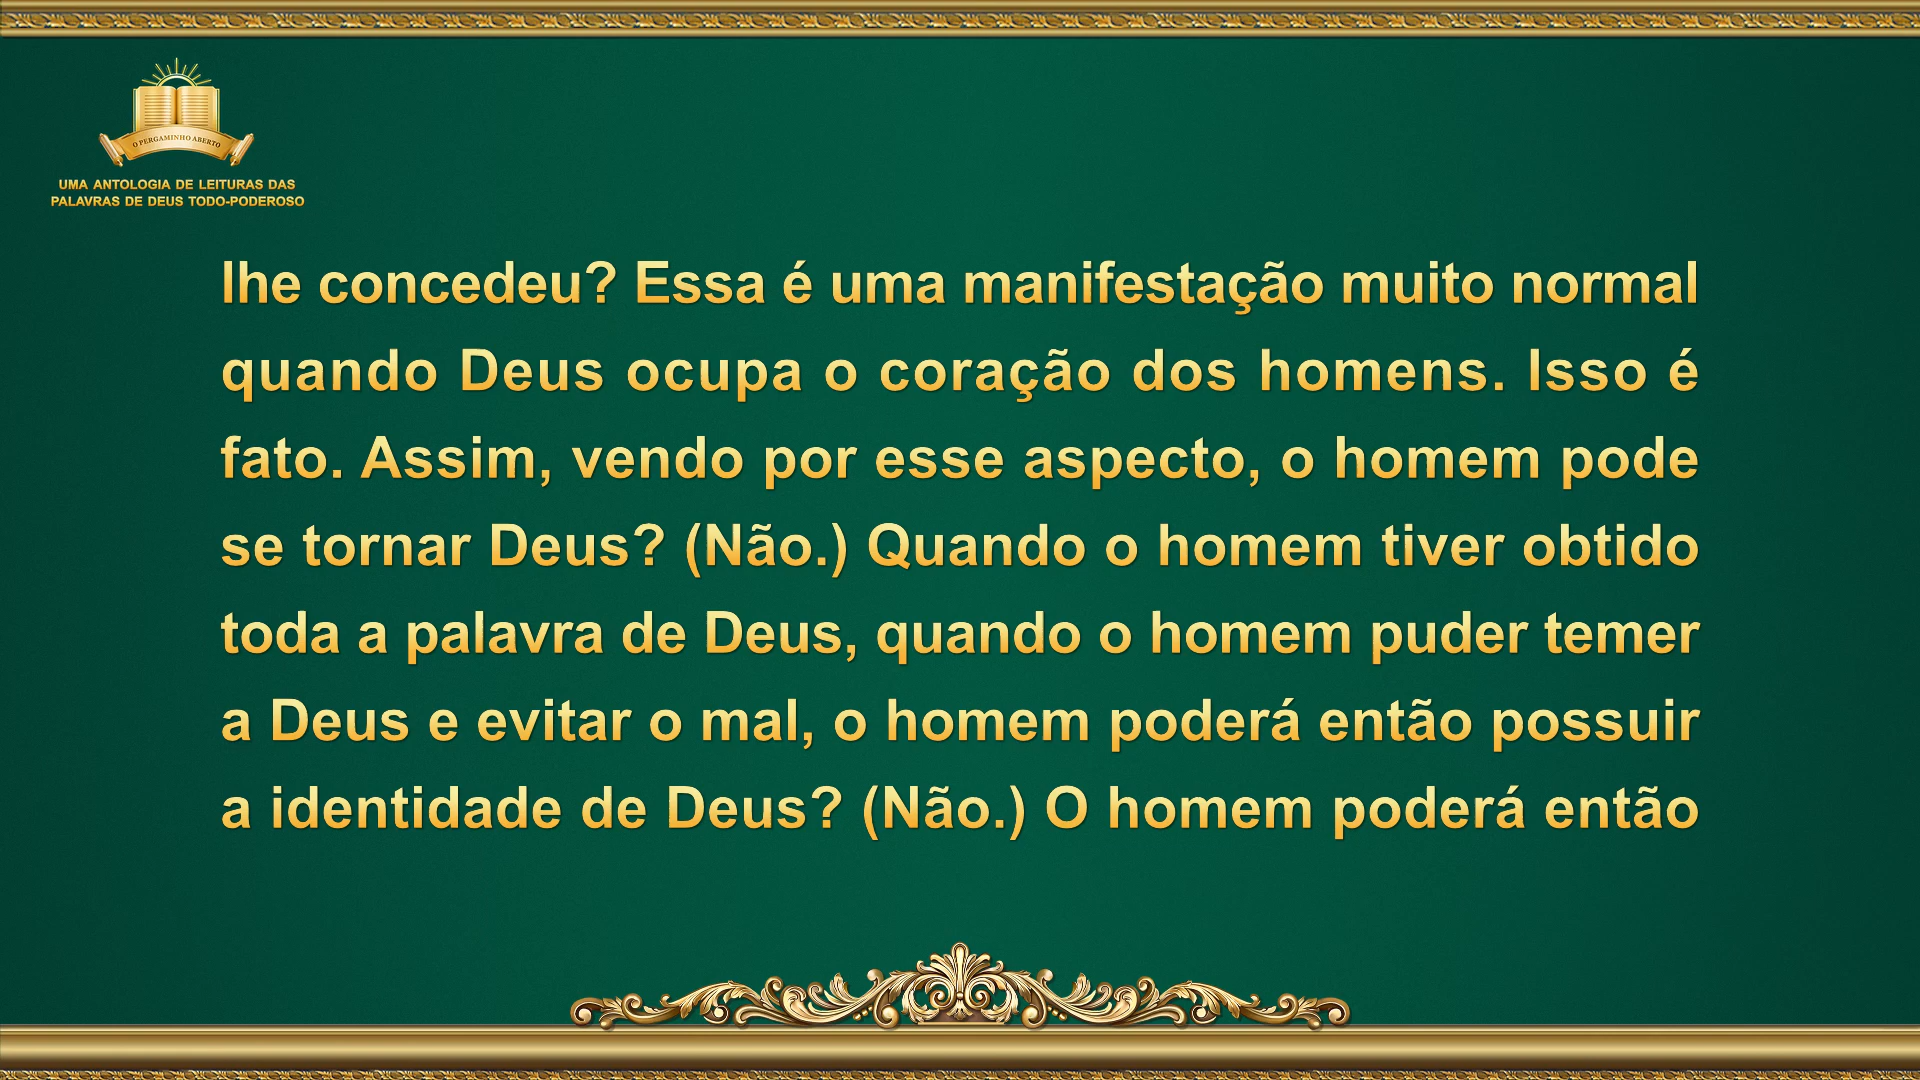 O PERGAMINHO ABERTO
UMA ANTOLOGIA DE LEITURAS DAS
PALAVRAS DE DEUS TODO-PODEROSO
lhe concedeu? Essa é uma manifestação muito normal
quando Deus ocupa o coração dos homens. Isso é
fato. Assim, vendo por esse aspecto, o homem pode
se tornar Deus? (Não.) Quando o homem tiver obtido
toda a palavra de Deus, quando o homem puder temer
a Deus e evitar o mal, o homem poderá então possuir
a identidade de Deus? (Não.) O homem poderá então